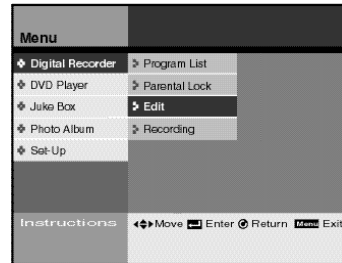 Menu
Digital Recorder
DVD Player
Juke Box
Photo Album
Set-Up
Program List
Parental Lock
Edit
Recording
Instructions
Move Enter Return Menu Exit